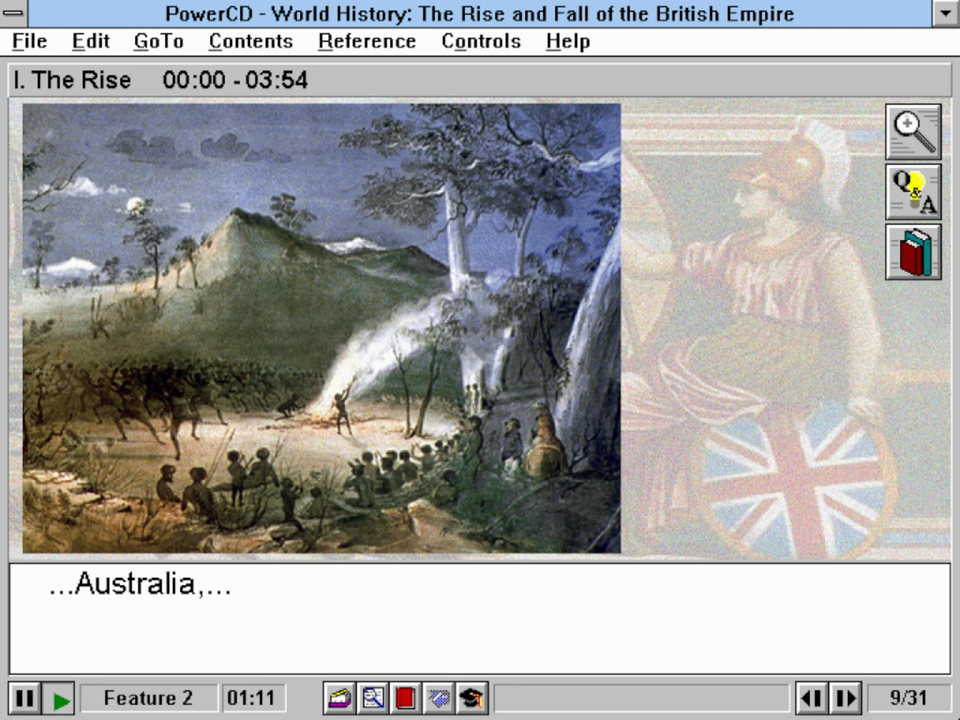 PowerCD - World History: The Rise and Fall of the British Empire
File Edit GoTo Contents Reference Controls Help
I. The Rise 00:00 - 03:54
Q & A
...Australia,...
Feature 2 01:11 9/31